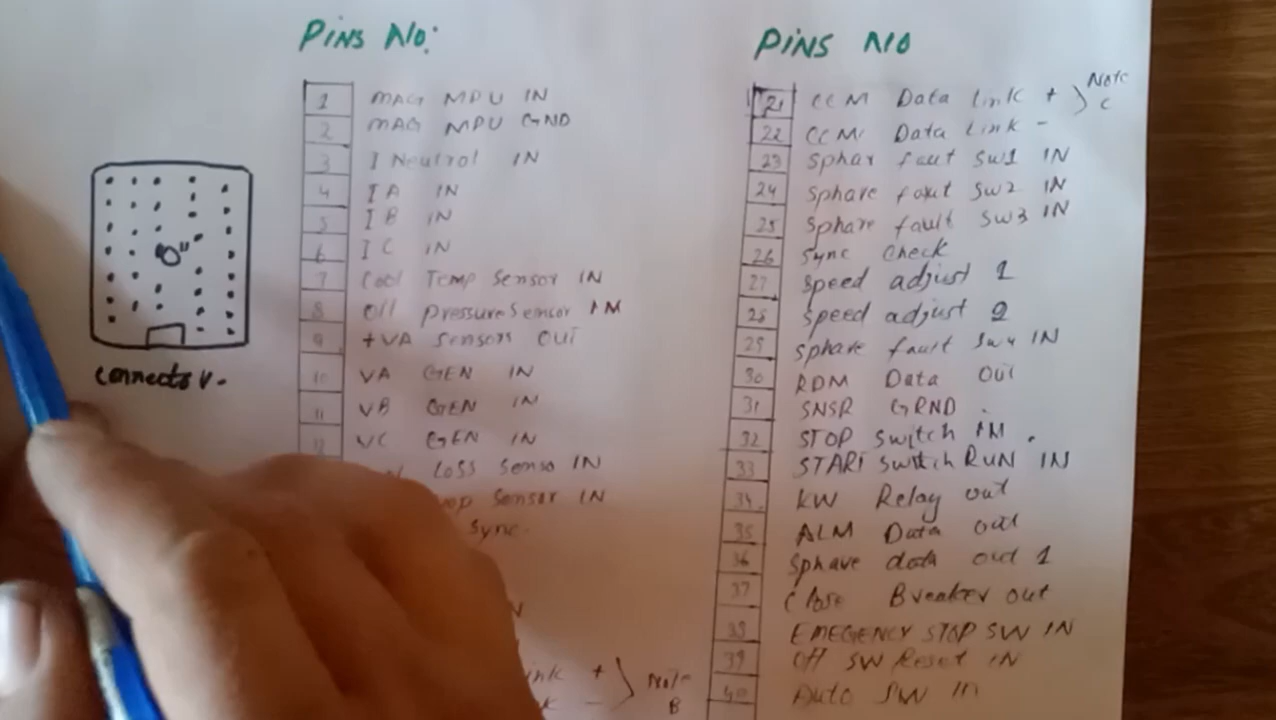 PINS NO:
1 MAG MPU IN
2 MAG MPU GND
3 I Neutrol IN
4 I A IN
5 I B IN
6 I C IN
7 Cool Temp Sensor IN
8 Oil Pressure Sensor IN
9 +VA Sensors OUT
10 VA GEN IN
11 VB GEN IN
12 VC GEN IN
Loss Senso IN
Sensor IN
Sync.
+
- Note
B
connector.
PINS NO
21 CCM Data Link + Note
22 CCM Data Link - C
23 Sphar fault SW1 IN
24 Sphare fault SW2 IN
25 Sphare fault SW3 IN
26 Sync Check
27 Speed adjust 1
28 Speed adjust 2
29 Sphare fault SW4 IN
30 RDM Data Out
31 SNSR GRND
32 STOP Switch IN
33 START Switch RUN IN
34 KW Relay out
35 ALM Data out
36 Sphave data out 1
37 Close Breaker out
38 EMEGENCY STOP SW IN
39 Off SW Reset IN
40 Auto SW IN